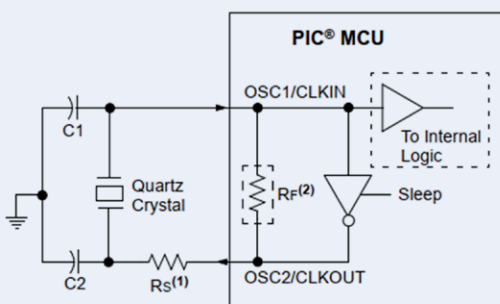 PIC® MCU
OSC1/CLKIN
C1
To Internal
Logic
Quartz
Crystal
RF(2)
Sleep
C2
RS(1)
OSC2/CLKOUT